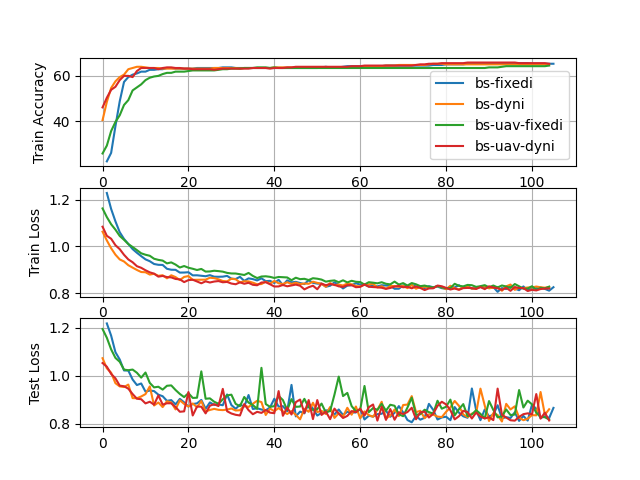 Train Accuracy
60
40
bs-fixedi
bs-dyni
bs-uav-fixedi
bs-uav-dyni
0 20 40 60 80 100
Train Loss
1.2
1.0
0.8
0 20 40 60 80 100
Test Loss
1.2
1.0
0.8
0 20 40 60 80 100